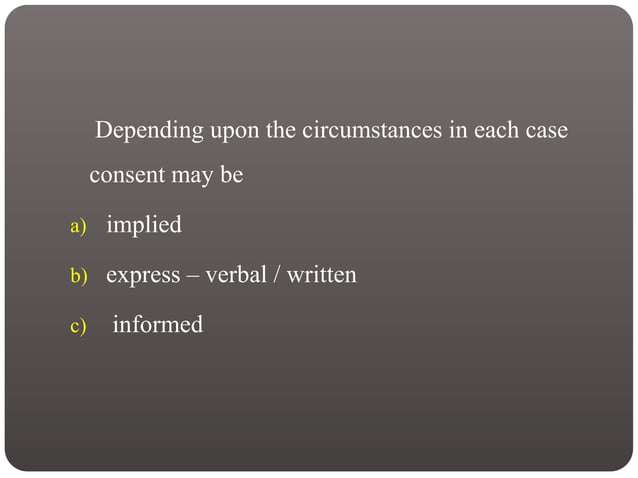 Depending upon the circumstances in each case
consent may be
a) implied
b) express – verbal / written
c) informed